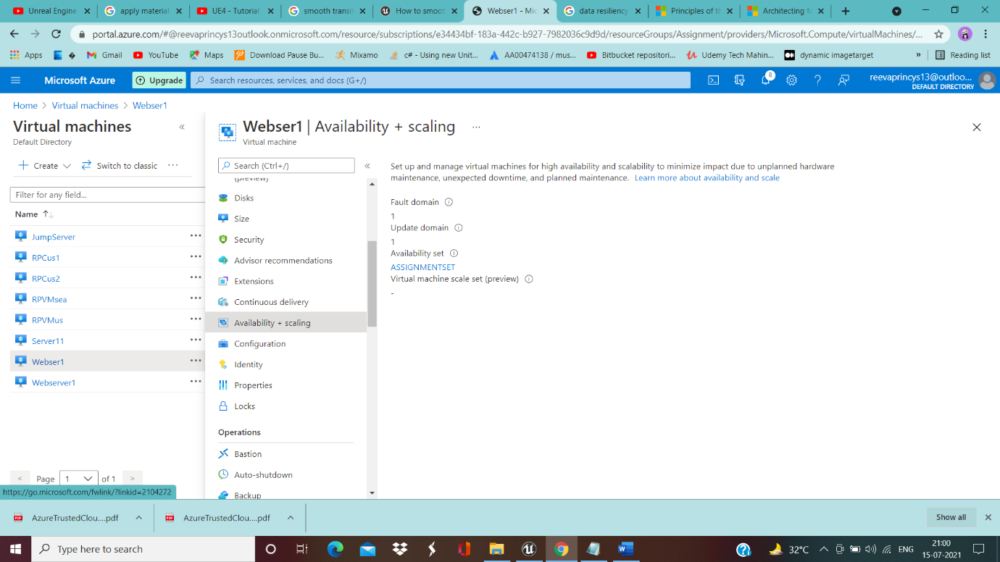 Unreal Engine
apply material
UE4 - Tutorial
smooth transit
How to smoot
Webser1 - Mic
data resiliency
Principles of th
Architecting fo
portal.azure.com/#@reevaprincys13outlook.onmicrosoft.com/resource/subscriptions/e34434bf-183a-442c-b927-7982036c9d9d/resourceGroups/Assignment/providers/Microsoft.Compute/virtualMachines/...
Apps
Gmail
YouTube
Maps
Download Pause Bu...
Mixamo
c# - Using new Unit...
AA00474138 / mus...
Bitbucket repositori...
Udemy Tech Mahin...
dynamic imagetarget
»
Reading list
Microsoft Azure
Upgrade
Search resources, services, and docs (G+/)
8
reevaprincys13@outloo...
DEFAULT DIRECTORY
Home > Virtual machines > Webser1
Virtual machines
«
Default Directory
Create
Switch to classic
...
Filter for any field...
Name ↑↓
JumpServer
RPCus1
RPCus2
RPVMsea
RPVMus
Server11
Webser1
Webserver1
< Page 1 of 1 >
https://go.microsoft.com/fwlink/?linkid=2104272
Webser1 | Availability + scaling ...
Virtual machine
Search (Ctrl+/)
«
(preview)
Disks
Size
Security
Advisor recommendations
Extensions
Continuous delivery
Availability + scaling
Configuration
Identity
Properties
Locks
Operations
Bastion
Auto-shutdown
Backup
Set up and manage virtual machines for high availability and scalability to minimize impact due to unplanned hardware
maintenance, unexpected downtime, and planned maintenance. Learn more about availability and scale
Fault domain
1
Update domain
1
Availability set
ASSIGNMENTSET
Virtual machine scale set (preview)
-
AzureTrustedClou....pdf
AzureTrustedClou....pdf
Show all
Type here to search
32°C
ENG
21:00
15-07-2021